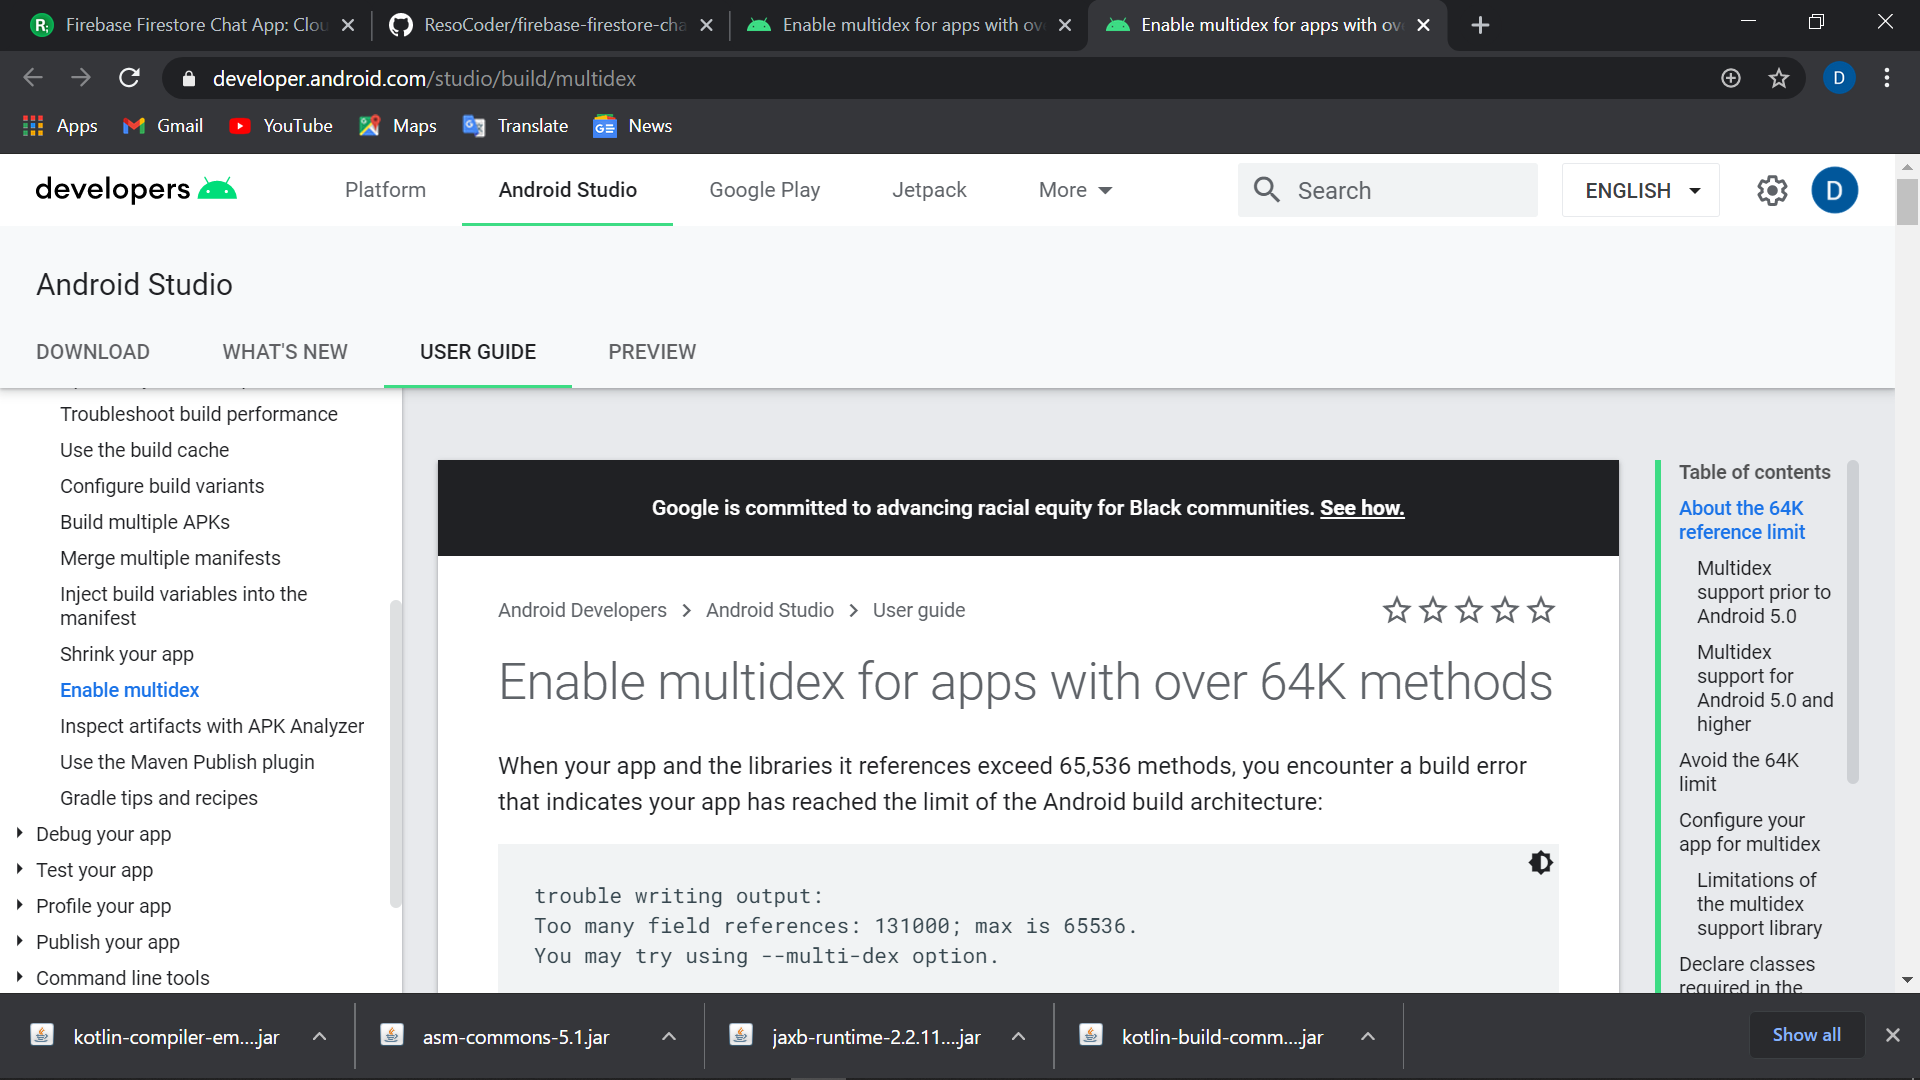 Firebase Firestore Chat App: Clou
ResoCoder/firebase-firestore-cha
Enable multidex for apps with ov
Enable multidex for apps with ov
developer.android.com/studio/build/multidex
D
Apps
Gmail
YouTube
Maps
Translate
News
developers
Platform
Android Studio
Google Play
Jetpack
More
Search
ENGLISH
D
Android Studio
DOWNLOAD
WHAT'S NEW
USER GUIDE
PREVIEW
Troubleshoot build performance
Use the build cache
Configure build variants
Build multiple APKs
Merge multiple manifests
Inject build variables into the
manifest
Shrink your app
Enable multidex
Inspect artifacts with APK Analyzer
Use the Maven Publish plugin
Gradle tips and recipes
Debug your app
Test your app
Profile your app
Publish your app
Command line tools
Google is committed to advancing racial equity for Black communities. See how.
Android Developers > Android Studio > User guide
Enable multidex for apps with over 64K methods
When your app and the libraries it references exceed 65,536 methods, you encounter a build error
that indicates your app has reached the limit of the Android build architecture:
trouble writing output:
Too many field references: 131000; max is 65536.
You may try using --multi-dex option.
Table of contents
About the 64K
reference limit
Multidex
support prior to
Android 5.0
Multidex
support for
Android 5.0 and
higher
Avoid the 64K
limit
Configure your
app for multidex
Limitations of
the multidex
support library
Declare classes
required in the
kotlin-compiler-em....jar
asm-commons-5.1.jar
jaxb-runtime-2.2.11....jar
kotlin-build-comm....jar
Show all